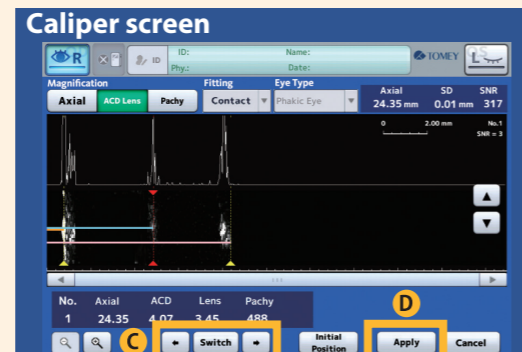 Caliper screen
R ID ID: Name: TOMEY L
Phy.: Date:
Magnification Fitting Eye Type
Axial ACD Lens Pachy Contact Phakic Eye
Axial SD SNR
24.35 mm 0.01 mm 317
0 2.00 mm No.1
SNR = 3
No. Axial ACD Lens Pachy
1 24.35 4.07 3.45 488
D
C Switch Initial Position Apply Cancel